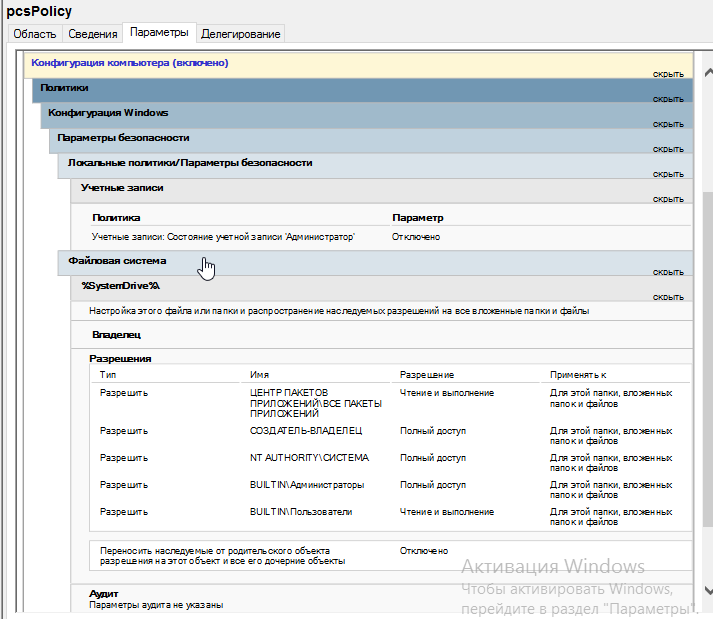 pcsPolicy
Область Сведения Параметры Делегирование
Конфигурация компьютера (включено)
скрыть
Политики
скрыть
Конфигурация Windows
скрыть
Параметры безопасности
скрыть
Локальные политики/Параметры безопасности
скрыть
Учетные записи
скрыть
Политика Параметр
Учетные записи: Состояние учетной записи 'Администратор' Отключено
Файловая система
скрыть
%SystemDrive%\
скрыть
Настройка этого файла или папки и распространение наследуемых разрешений на все вложенные папки и файлы
Владелец
Разрешения
Тип Имя Разрешение Применять к
Разрешить ЦЕНТР ПАКЕТОВ Чтение и выполнение Для этой папки, вложенных
ПРИЛОЖЕНИЙ\ВСЕ ПАКЕТЫ папок и файлов
ПРИЛОЖЕНИЙ
Разрешить СОЗДАТЕЛЬ-ВЛАДЕЛЕЦ Полный доступ Для этой папки, вложенных
папок и файлов
Разрешить NT AUTHORITY\СИСТЕМА Полный доступ Для этой папки, вложенных
папок и файлов
Разрешить BUILTIN\Администраторы Полный доступ Для этой папки, вложенных
папок и файлов
Разрешить BUILTIN\Пользователи Чтение и выполнение Для этой папки, вложенных
папок и файлов
Переносить наследуемые от родительского объекта Отключено
разрешения на этот объект и все его дочерние объекты
Активация Windows
Чтобы активировать Windows,
перейдите в раздел "Параметры".
Аудит
Параметры аудита не указаны